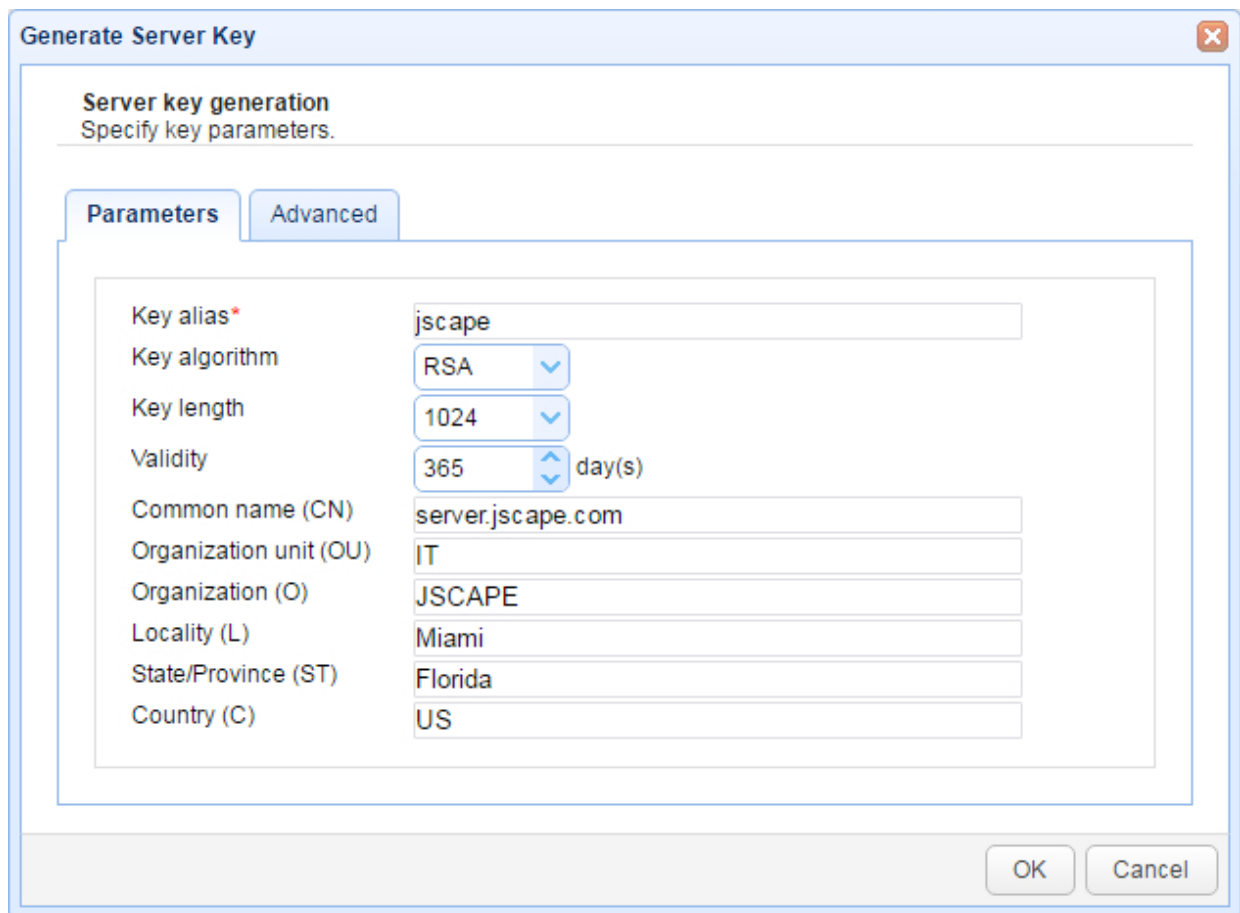 Generate Server Key
Server key generation
Specify key parameters.
Parameters Advanced
Key alias* jscape
Key algorithm RSA
Key length 1024
Validity 365 day(s)
Common name (CN) server.jscape.com
Organization unit (OU) IT
Organization (O) JSCAPE
Locality (L) Miami
State/Province (ST) Florida
Country (C) US
OK Cancel